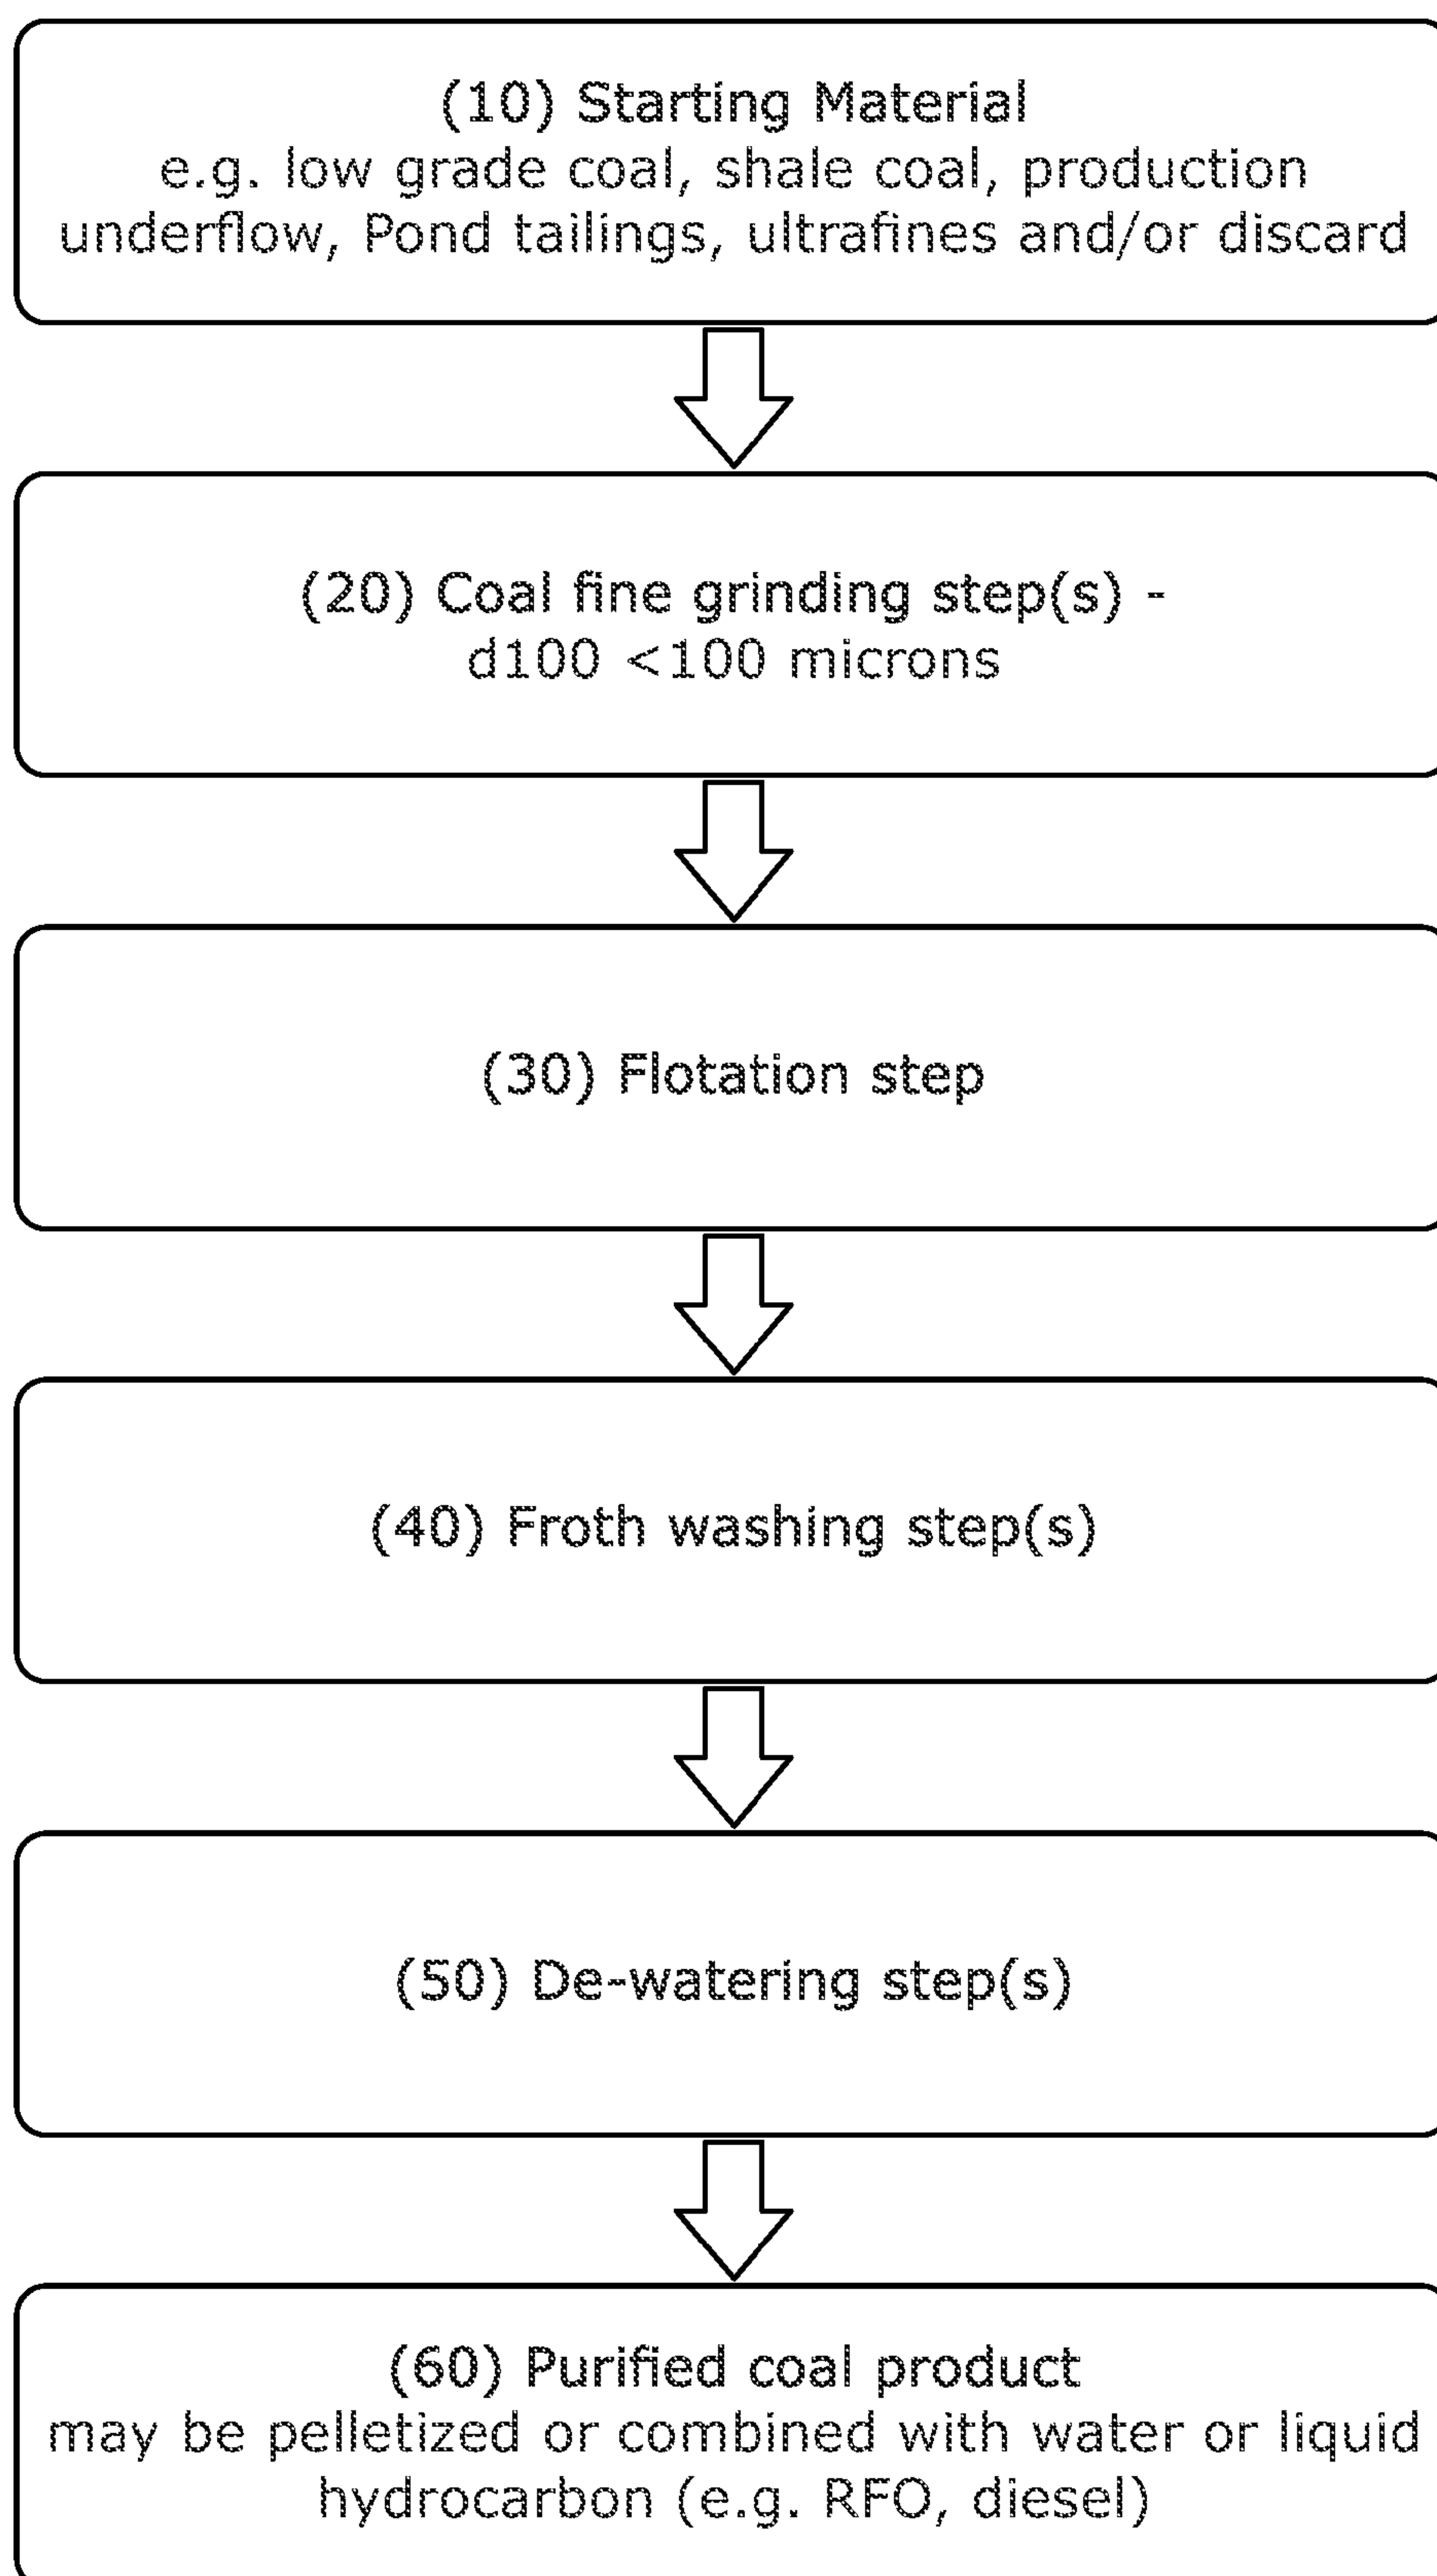 (10) Starting Material
e.g. low grade coal, shale coal, production
underflow, Pond tailings, ultrafines and/or discard
(20) Coal fine grinding step(s) -
d100 <100 microns
(30) Flotation step
(40) Froth washing step(s)
(50) De-watering step(s)
(60) Purified coal product
may be pelletized or combined with water or liquid
hydrocarbon (e.g. RFO, diesel)